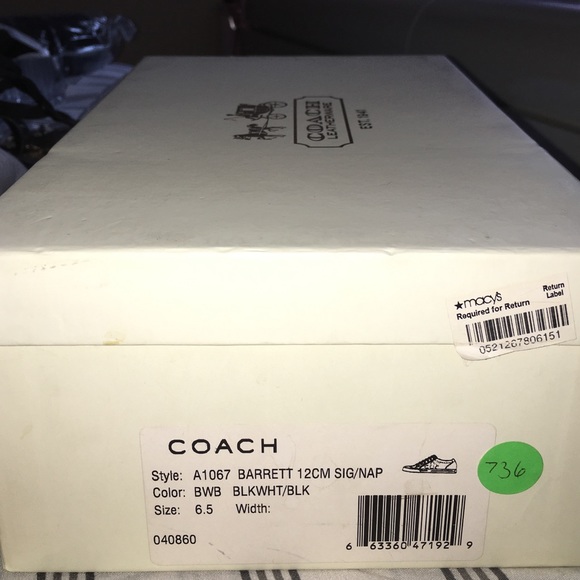 COACH
LEATHERWARE
EST. 1941
★macy's
Return
Label
Required for Return
0521267806151
COACH
Style: A1067 BARRETT 12CM SIG/NAP
Color: BWB BLKWHT/BLK
Size: 6.5 Width:
040860
6 63360 47192 9
736